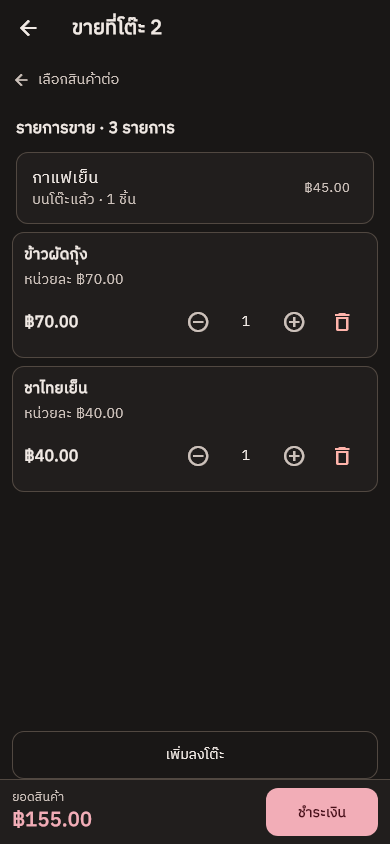 ขายที่โต๊ะ 2
เลือกสินค้าต่อ
รายการขาย · 3 รายการ
กาแฟเย็น
บนโต๊ะแล้ว · 1 ชิ้น
฿45.00
ข้าวผัดกุ้ง
หน่วยละ ฿70.00
฿70.00 1
ชาไทยเย็น
หน่วยละ ฿40.00
฿40.00 1
เพิ่มลงโต๊ะ
ยอดสินค้า
฿155.00
ชำระเงิน